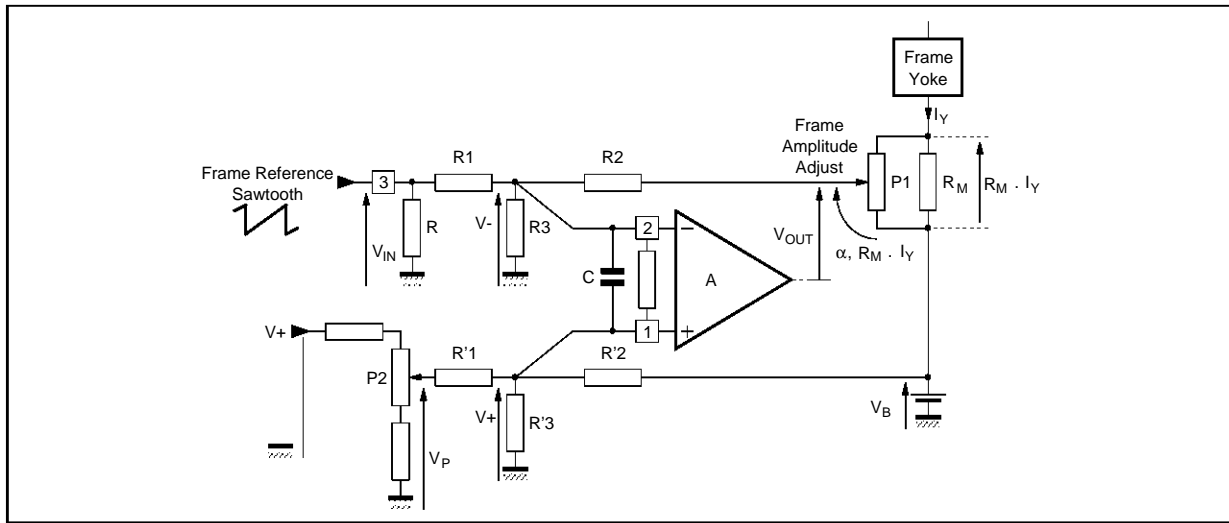 Frame
Yoke
I_Y
Frame
Amplitude
Adjust
R1
R2
P1
R_M
R_M . I_Y
Frame Reference
Sawtooth
3
V_IN
R
V-
R3
2
−
V_OUT
α, R_M . I_Y
C
A
V+
1
+
P2
R'1
R'2
V_P
V+
R'3
V_B